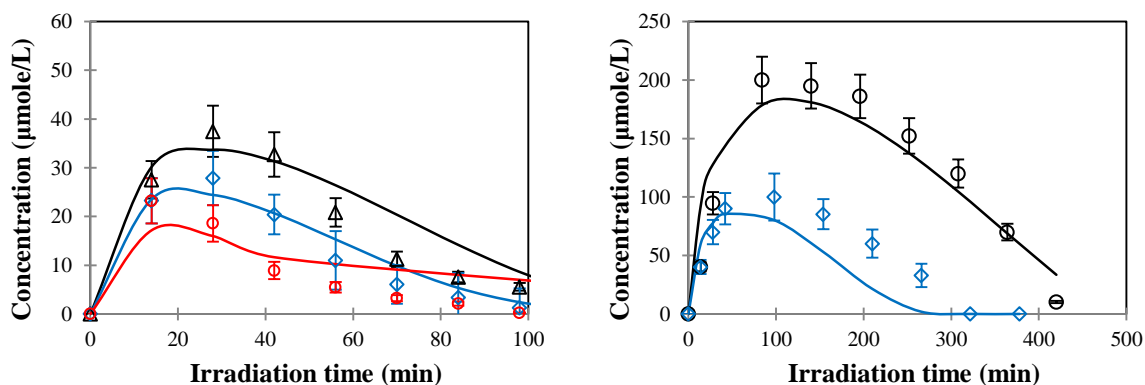 60
50
40
30
20
10
0
0 20 40 60 80 100
Concentration (µmole/L)
Irradiation time (min)
250
200
150
100
50
0
0 100 200 300 400 500
Concentration (µmole/L)
Irradiation time (min)